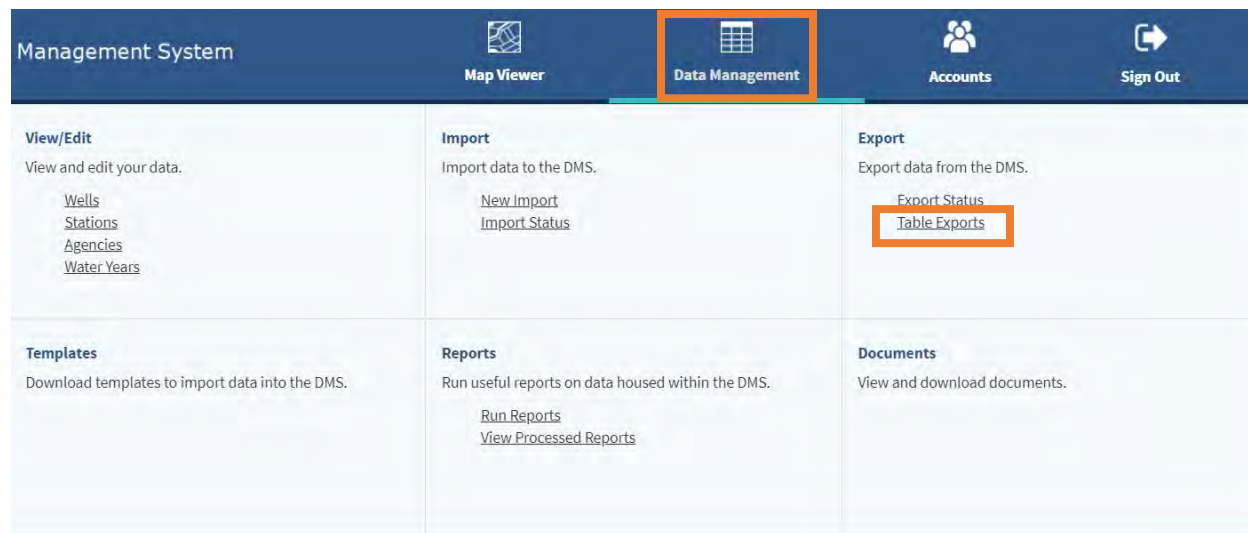 Management System
Map Viewer
Data Management
Accounts
Sign Out
View/Edit
View and edit your data.
Wells
Stations
Agencies
Water Years
Import
Import data to the DMS.
New Import
Import Status
Export
Export data from the DMS.
Export Status
Table Exports
Templates
Download templates to import data into the DMS.
Reports
Run useful reports on data housed within the DMS.
Run Reports
View Processed Reports
Documents
View and download documents.